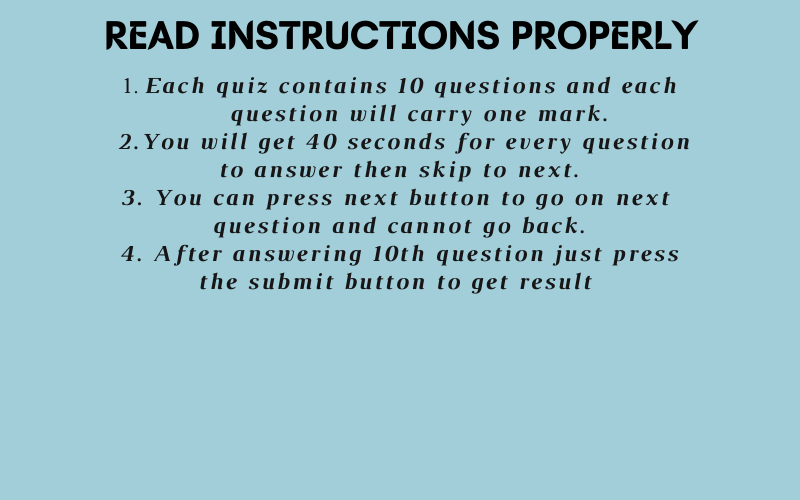 READ INSTRUCTIONS PROPERLY
1. Each quiz contains 10 questions and each
question will carry one mark.
2. You will get 40 seconds for every question
to answer then skip to next.
3. You can press next button to go on next
question and cannot go back.
4. After answering 10th question just press
the submit button to get result